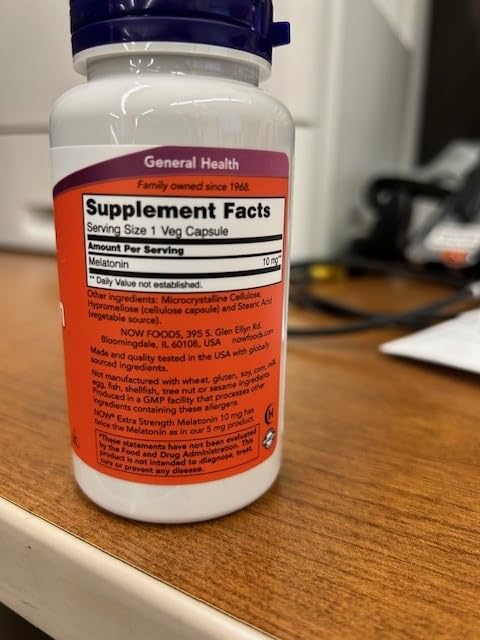 General Health
Family owned since 1968.
Supplement Facts
Serving Size 1 Veg Capsule
Amount Per Serving
Melatonin 10 mg**
** Daily Value not established.
Other ingredients: Microcrystalline Cellulose,
Hypromellose (cellulose capsule) and Stearic Acid
(vegetable source).
NOW FOODS, 395 S. Glen Ellyn Rd.
Bloomingdale, IL 60108, USA nowfoods.com
Made and quality tested in the USA with globally
sourced ingredients.
Not manufactured with wheat, gluten, soy, corn, milk,
egg, fish, shellfish, tree nut or sesame ingredients.
Produced in a GMP facility that processes other
ingredients containing these allergens.
NOW® Extra Strength Melatonin 10 mg has
twice the Melatonin as in our 5 mg product.
*These statements have not been evaluated
by the Food and Drug Administration. This
product is not intended to diagnose, treat,
cure or prevent any disease.